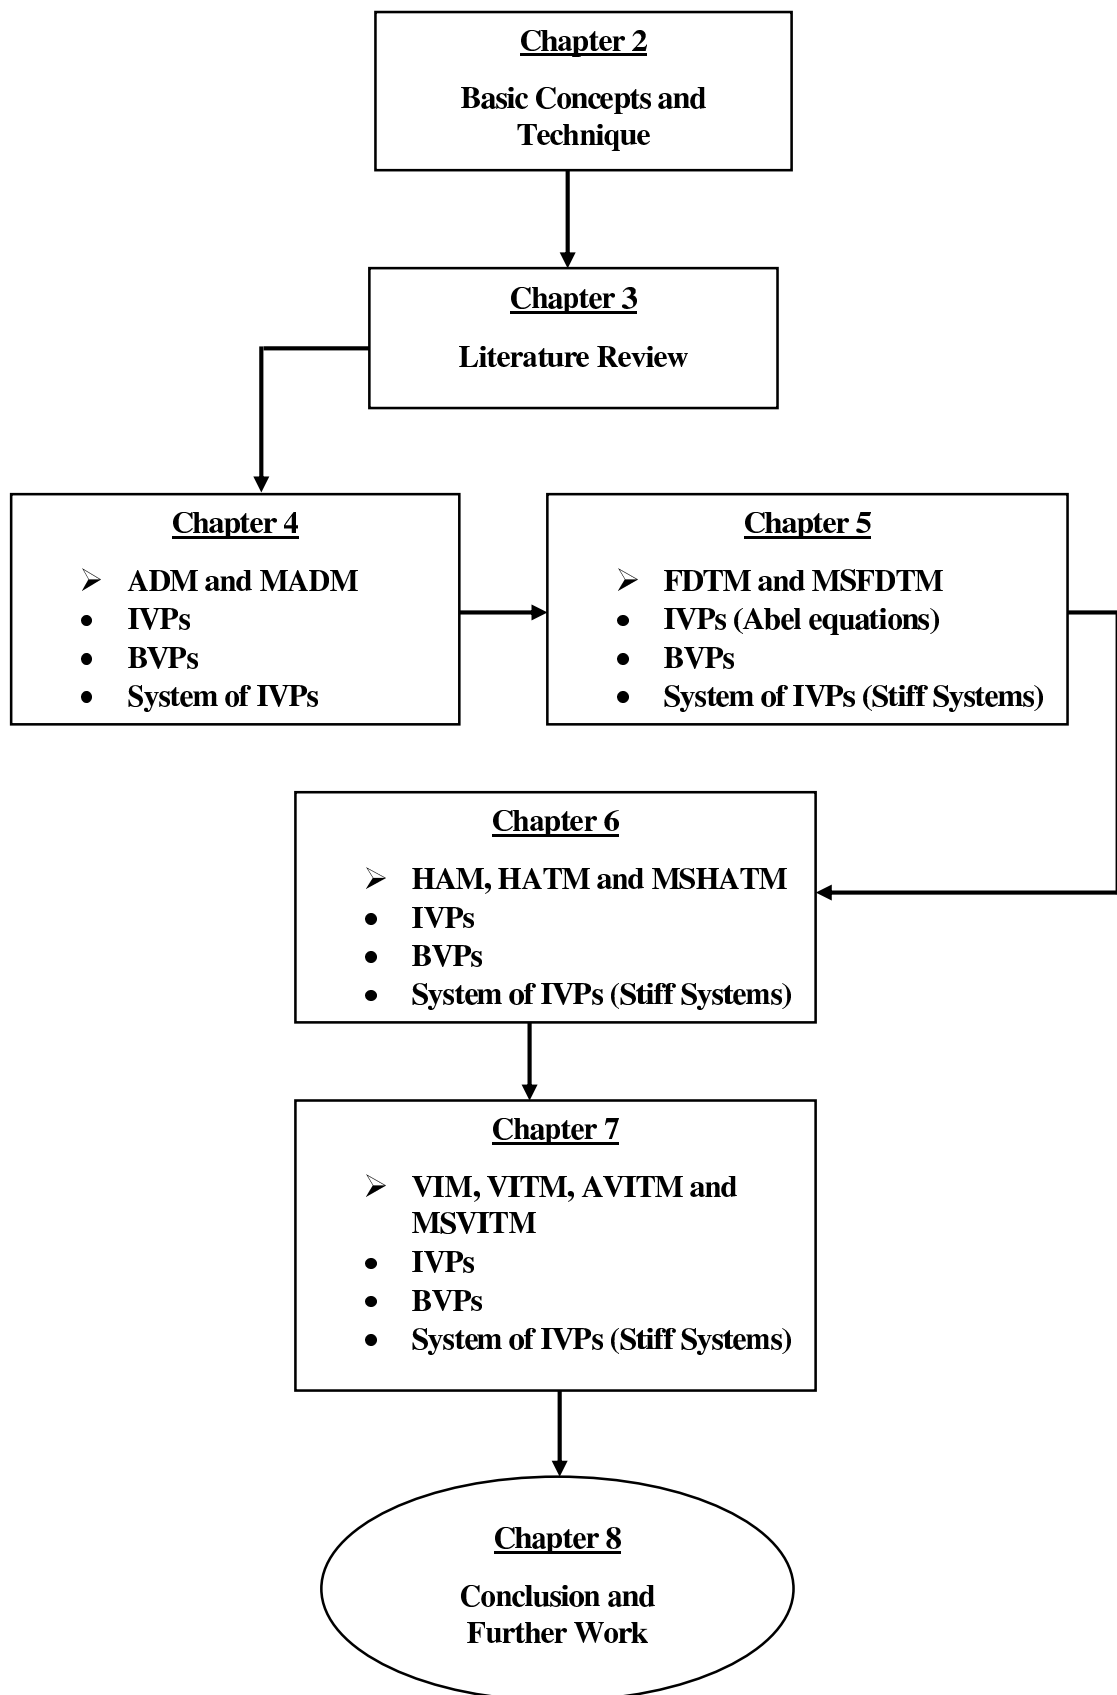 Chapter 2
Basic Concepts and
Technique
Chapter 3
Literature Review
Chapter 4
➢ ADM and MADM
• IVPs
• BVPs
• System of IVPs
Chapter 5
➢ FDTM and MSFDTM
• IVPs (Abel equations)
• BVPs
• System of IVPs (Stiff Systems)
Chapter 6
➢ HAM, HATM and MSHATM
• IVPs
• BVPs
• System of IVPs (Stiff Systems)
Chapter 7
➢ VIM, VITM, AVITM and
MSVITM
• IVPs
• BVPs
• System of IVPs (Stiff Systems)
Chapter 8
Conclusion and
Further Work